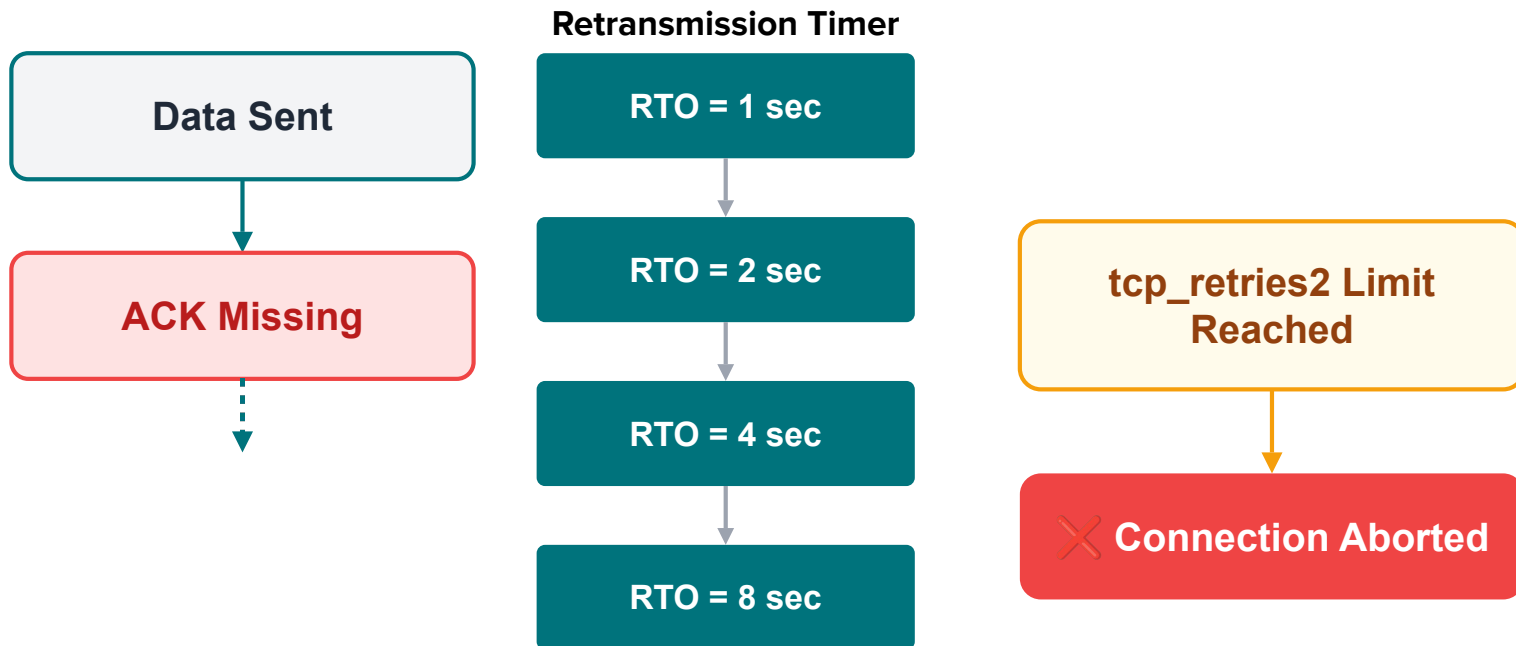 Retransmission Timer
Data Sent
ACK Missing
RTO = 1 sec
RTO = 2 sec
RTO = 4 sec
RTO = 8 sec
tcp_retries2 Limit
Reached
❌ Connection Aborted